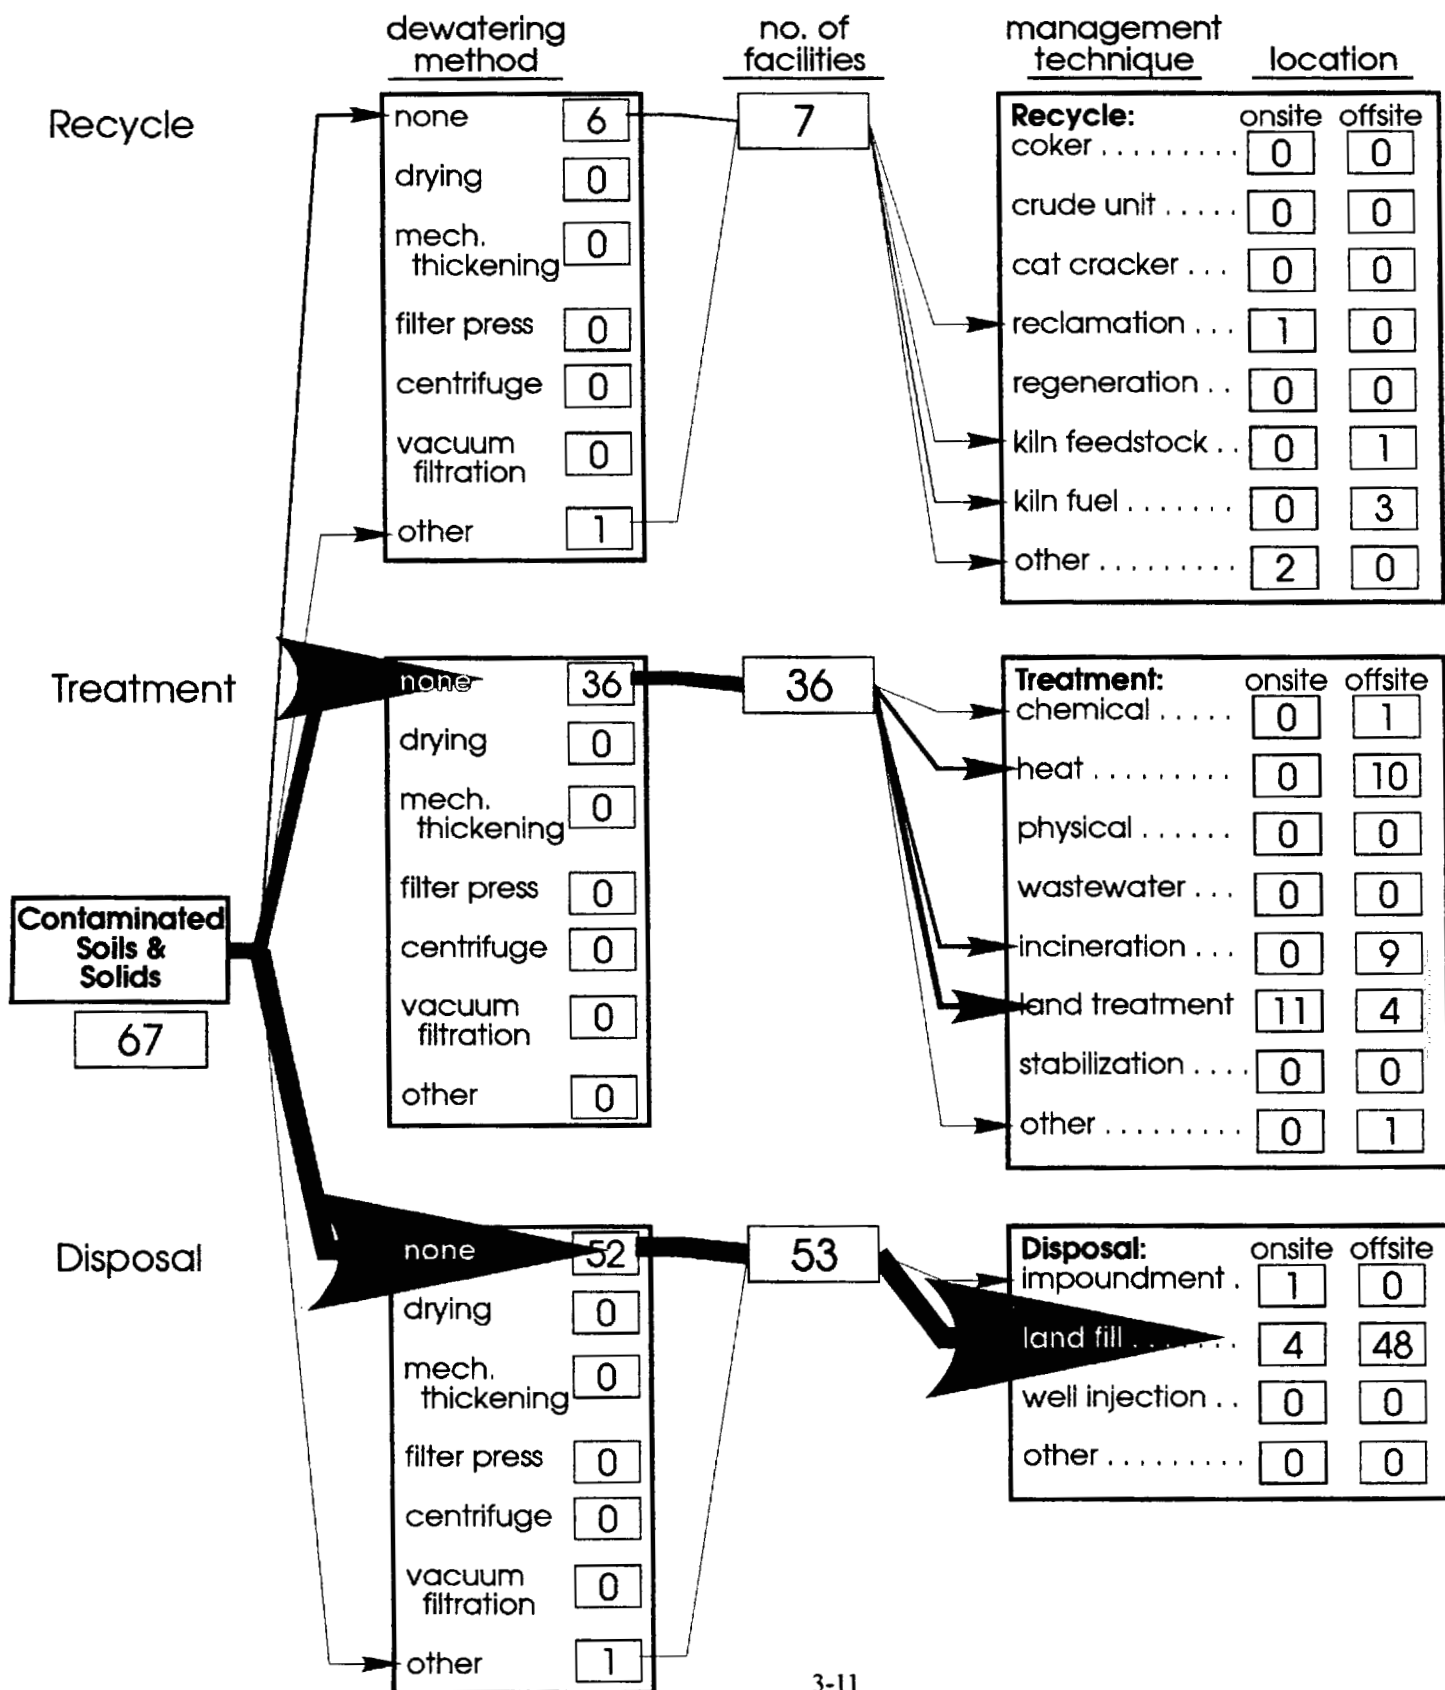 dewatering
method
no. of
facilities
management
technique
location
Recycle
none 6
drying 0
mech.
thickening 0
filter press 0
centrifuge 0
vacuum
filtration 0
other 1
7
Recycle: onsite offsite
coker ......... 0 0
crude unit ..... 0 0
cat cracker ... 0 0
reclamation ... 1 0
regeneration .. 0 0
kiln feedstock .. 0 1
kiln fuel ....... 0 3
other ......... 2 0
Treatment
none 36
drying 0
mech.
thickening 0
filter press 0
centrifuge 0
vacuum
filtration 0
other 0
36
Treatment: onsite offsite
chemical ..... 0 1
heat ......... 0 10
physical ...... 0 0
wastewater ... 0 0
incineration ... 0 9
land treatment 11 4
stabilization .... 0 0
other ......... 0 1
Contaminated
Soils &
Solids
67
Disposal
none 52
drying 0
mech.
thickening 0
filter press 0
centrifuge 0
vacuum
filtration 0
other 1
53
Disposal: onsite offsite
impoundment . 1 0
land fill ....... 4 48
well injection .. 0 0
other ......... 0 0
3-11